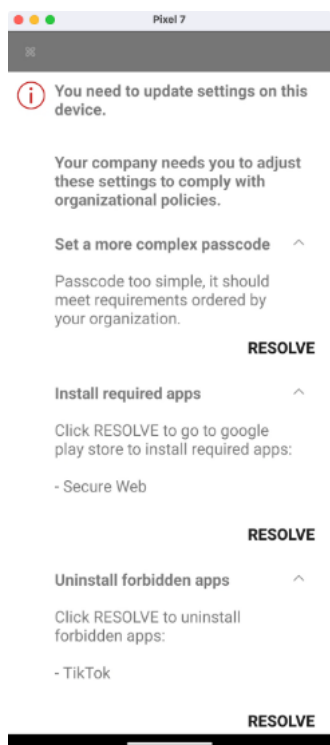 Pixel 7
You need to update settings on this
device.
Your company needs you to adjust
these settings to comply with
organizational policies.
Set a more complex passcode
Passcode too simple, it should
meet requirements ordered by
your organization.
RESOLVE
Install required apps
Click RESOLVE to go to google
play store to install required apps:
- Secure Web
RESOLVE
Uninstall forbidden apps
Click RESOLVE to uninstall
forbidden apps:
- TikTok
RESOLVE